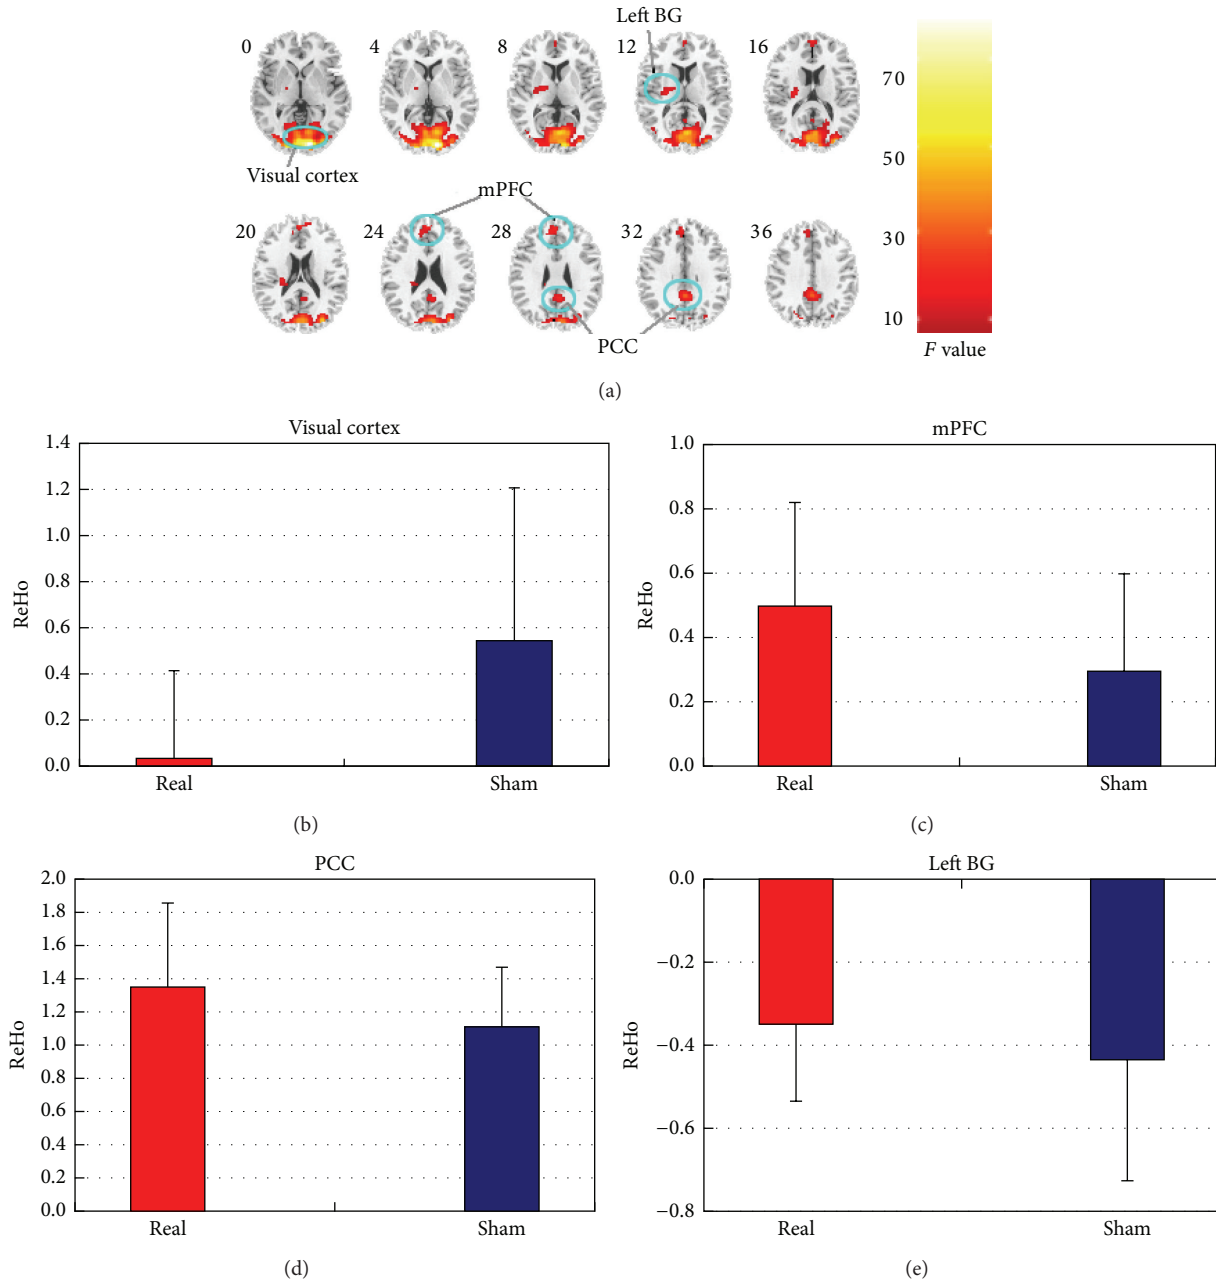 Left BG
0 4 8 12 16
Visual cortex
mPFC
20 24 28 32 36
PCC
70
50
30
10
F value
(a)
Visual cortex
1.4
1.2
1.0
0.8
0.6
0.4
0.2
0.0
ReHo
Real Sham
(b)
mPFC
1.0
0.8
0.6
0.4
0.2
0.0
ReHo
Real Sham
(c)
PCC
2.0
1.8
1.6
1.4
1.2
1.0
0.8
0.6
0.4
0.2
0.0
ReHo
Real Sham
(d)
Left BG
0.0
−0.2
−0.4
−0.6
−0.8
ReHo
Real Sham
(e)